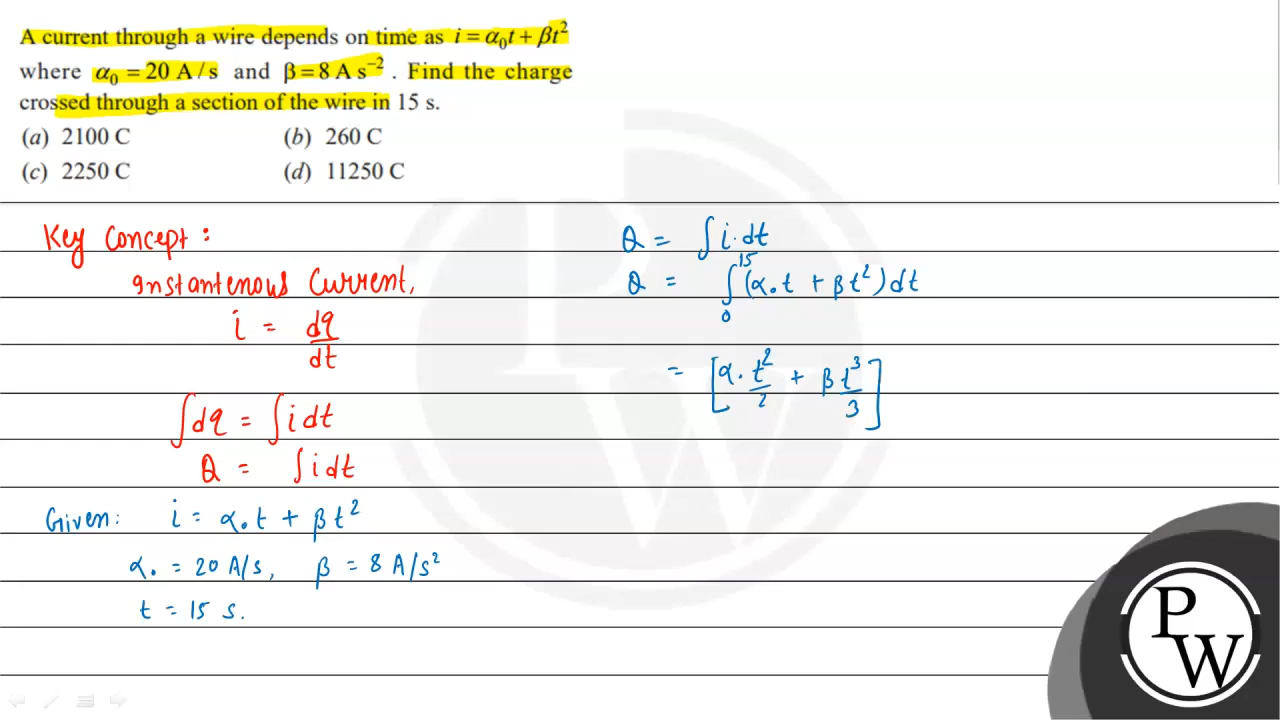 A current through a wire depends on time as i = α₀t + βt²
where α₀ = 20 A/s and β = 8 A s⁻² . Find the charge
crossed through a section of the wire in 15 s.
(a) 2100 C (b) 260 C
(c) 2250 C (d) 11250 C
Key Concept :
Instantenous Current,
i = dq/dt
∫dq = ∫i dt
Q = ∫i dt
Given: i = α₀t + βt²
α₀ = 20 A/s, β = 8 A/s²
t = 15 s.
Q = ∫i·dt
Q = ∫₀¹⁵(α₀t + βt²)dt
= [α₀ t²/2 + β t³/3]
PW
PW